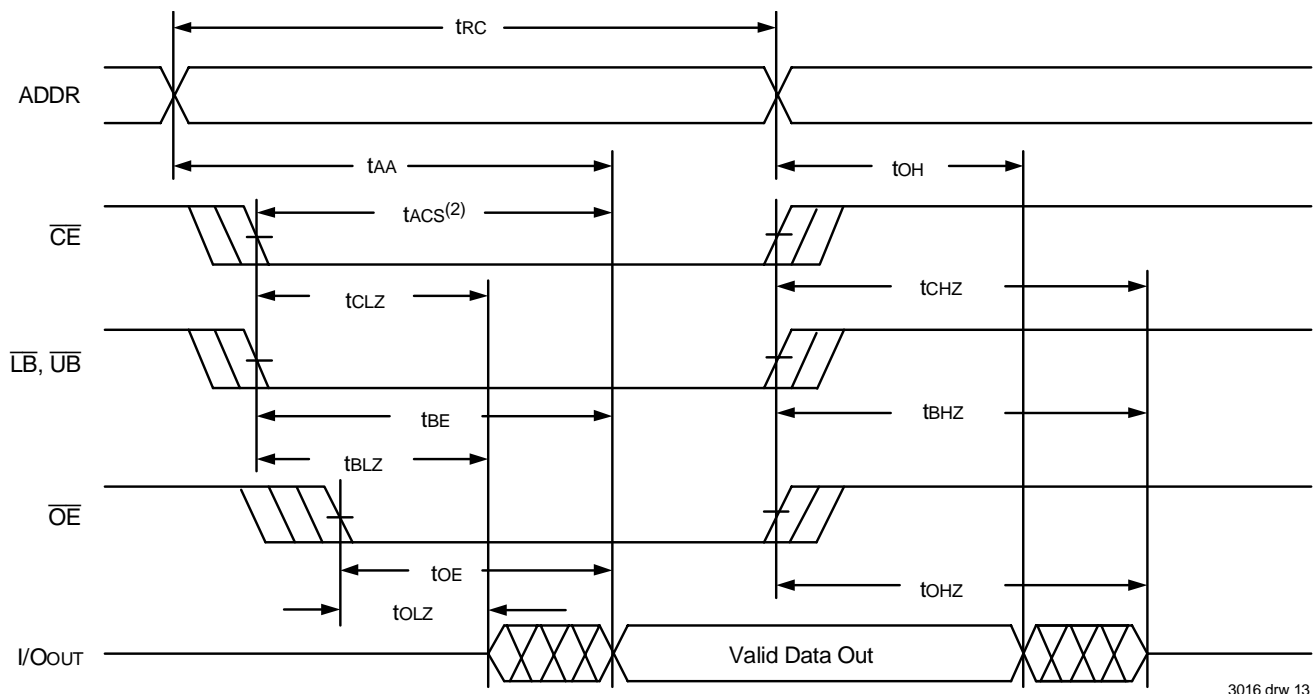 tRC
ADDR
tAA
tOH
tACS(2)
CE
tCLZ
tCHZ
LB, UB
tBE
tBHZ
tBLZ
OE
tOE
tOHZ
tOLZ
I/OOUT
Valid Data Out
3016 drw 13